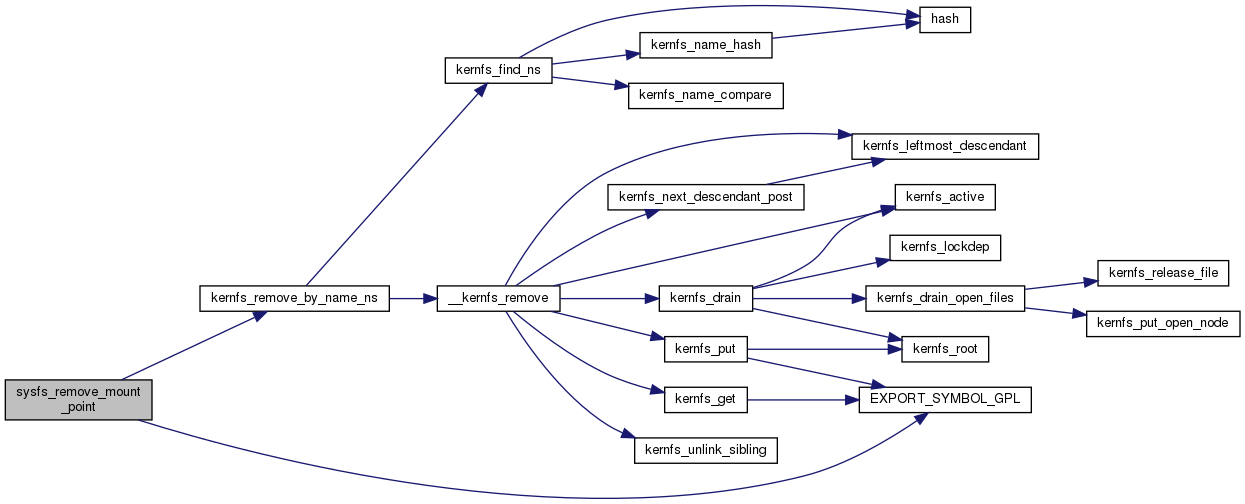 hash
kernfs_name_hash
kernfs_find_ns
kernfs_name_compare
kernfs_leftmost_descendant
kernfs_next_descendant_post
kernfs_active
kernfs_lockdep
kernfs_release_file
kernfs_remove_by_name_ns
__kernfs_remove
kernfs_drain
kernfs_drain_open_files
kernfs_put_open_node
kernfs_put
kernfs_root
sysfs_remove_mount
_point
kernfs_get
EXPORT_SYMBOL_GPL
kernfs_unlink_sibling